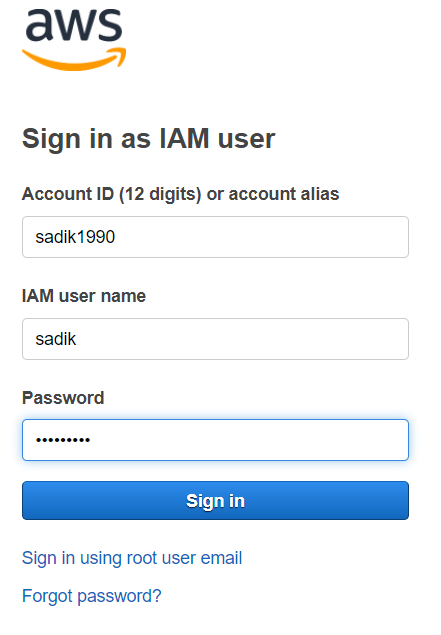 aws
Sign in as IAM user
Account ID (12 digits) or account alias
sadik1990
IAM user name
sadik
Password
•••••••••
Sign in
Sign in using root user email
Forgot password?